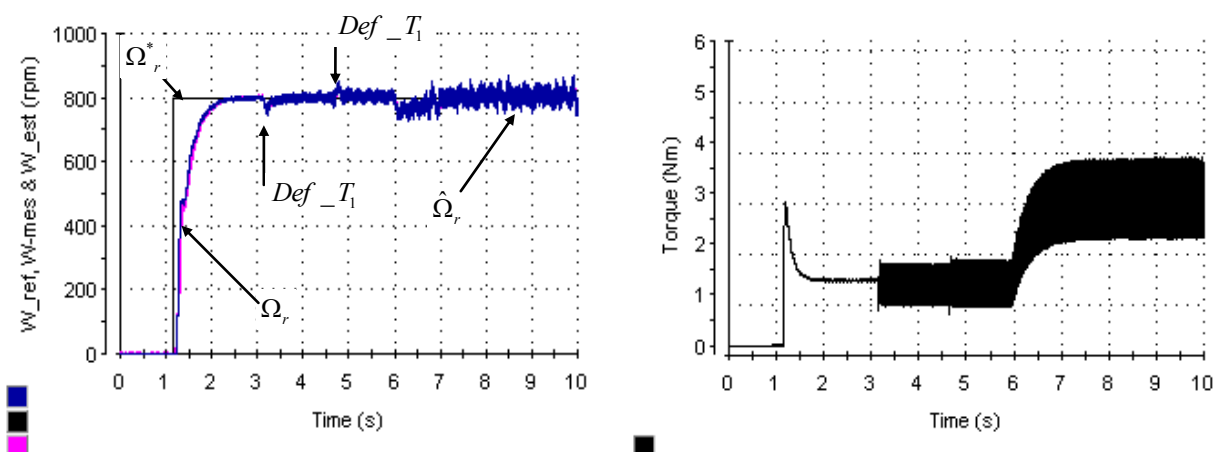 W_ref, W-mes & W_est (rpm)
1000
800
600
400
200
0
Ω*r
Def _T1
Def _T1
Ω̂r
Ωr
0 1 2 3 4 5 6 7 8 9 10
Time (s)
Torque (Nm)
6
5
4
3
2
1
0
0 1 2 3 4 5 6 7 8 9 10
Time (s)